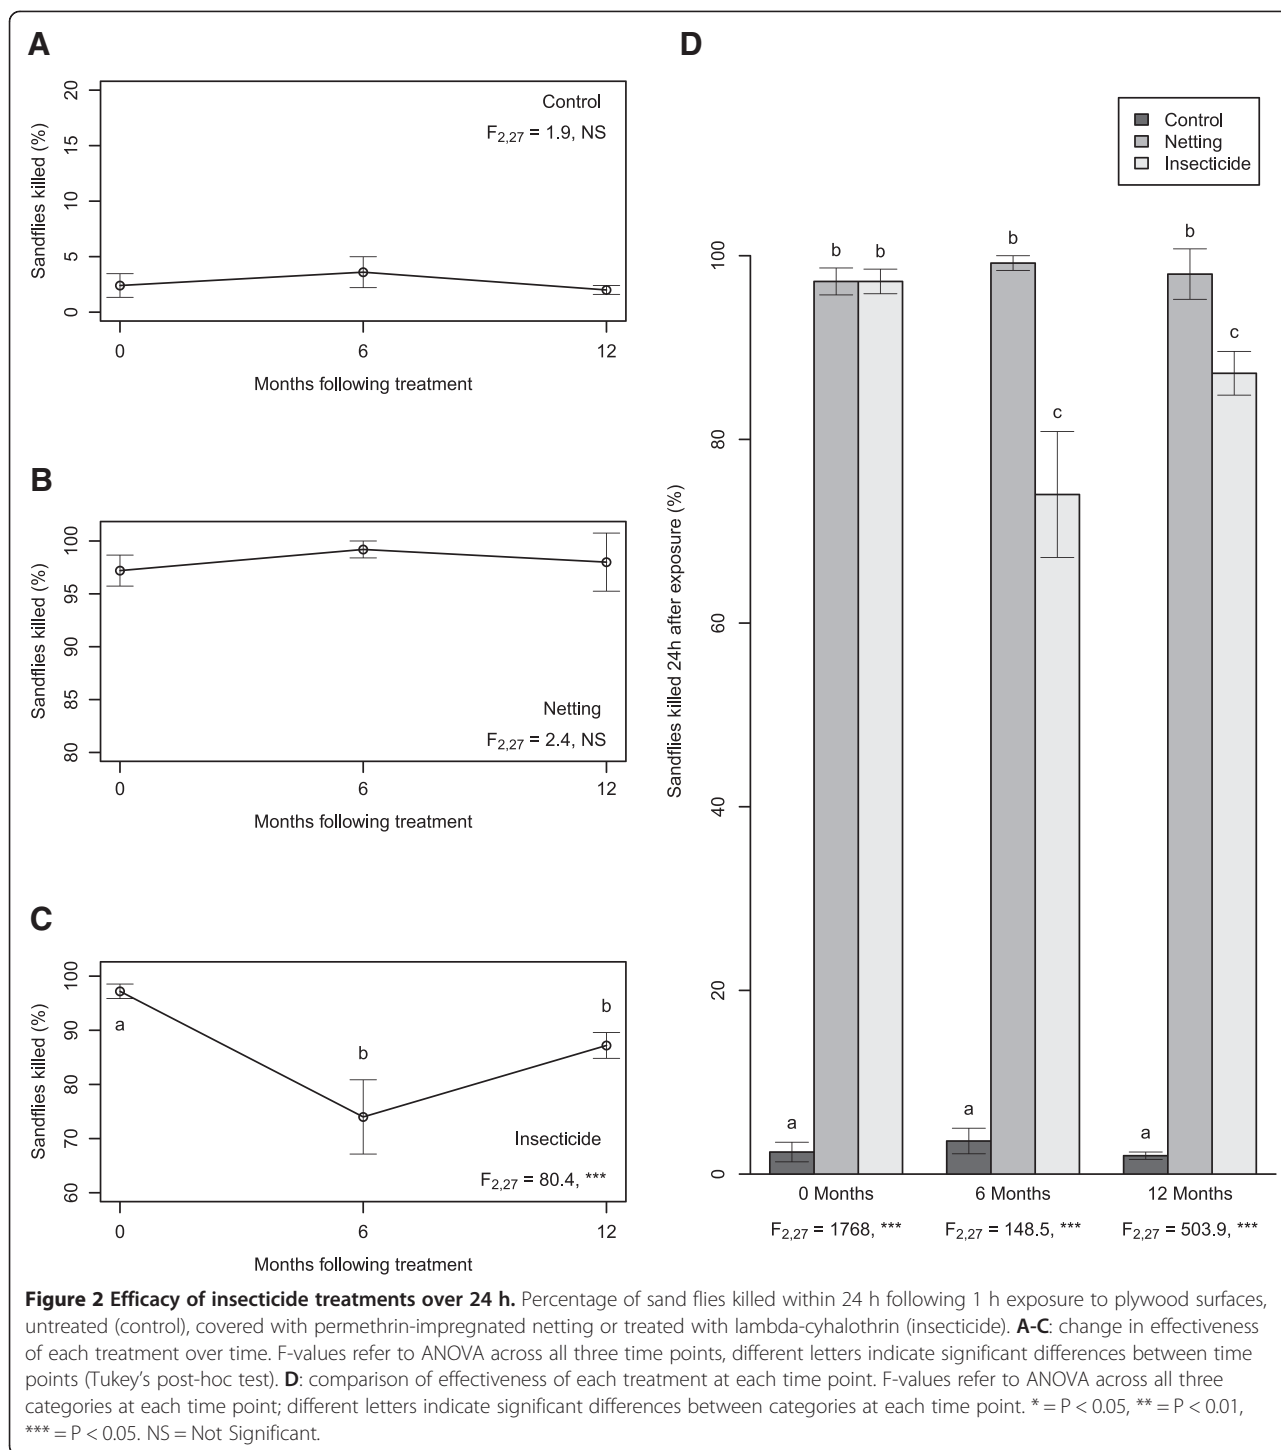 A
Control
F2,27 = 1.9, NS
Sandflies killed (%)
20
15
10
5
0
0 6 12
Months following treatment
B
Sandflies killed (%)
100
95
90
85
80
Netting
F2,27 = 2.4, NS
0 6 12
Months following treatment
C
Sandflies killed (%)
100
90
80
70
60
a
b
b
Insecticide
F2,27 = 80.4, ***
0 6 12
Months following treatment
D
Control
Netting
Insecticide
Sandflies killed 24h after exposure (%)
100
80
60
40
20
0
a b b
a b c
a b c
0 Months 6 Months 12 Months
F2,27 = 1768, *** F2,27 = 148.5, *** F2,27 = 503.9, ***
Figure 2 Efficacy of insecticide treatments over 24 h. Percentage of sand flies killed within 24 h following 1 h exposure to plywood surfaces,
untreated (control), covered with permethrin-impregnated netting or treated with lambda-cyhalothrin (insecticide). A-C: change in effectiveness
of each treatment over time. F-values refer to ANOVA across all three time points, different letters indicate significant differences between time
points (Tukey's post-hoc test). D: comparison of effectiveness of each treatment at each time point. F-values refer to ANOVA across all three
categories at each time point; different letters indicate significant differences between categories at each time point. * = P < 0.05, ** = P < 0.01,
*** = P < 0.05. NS = Not Significant.